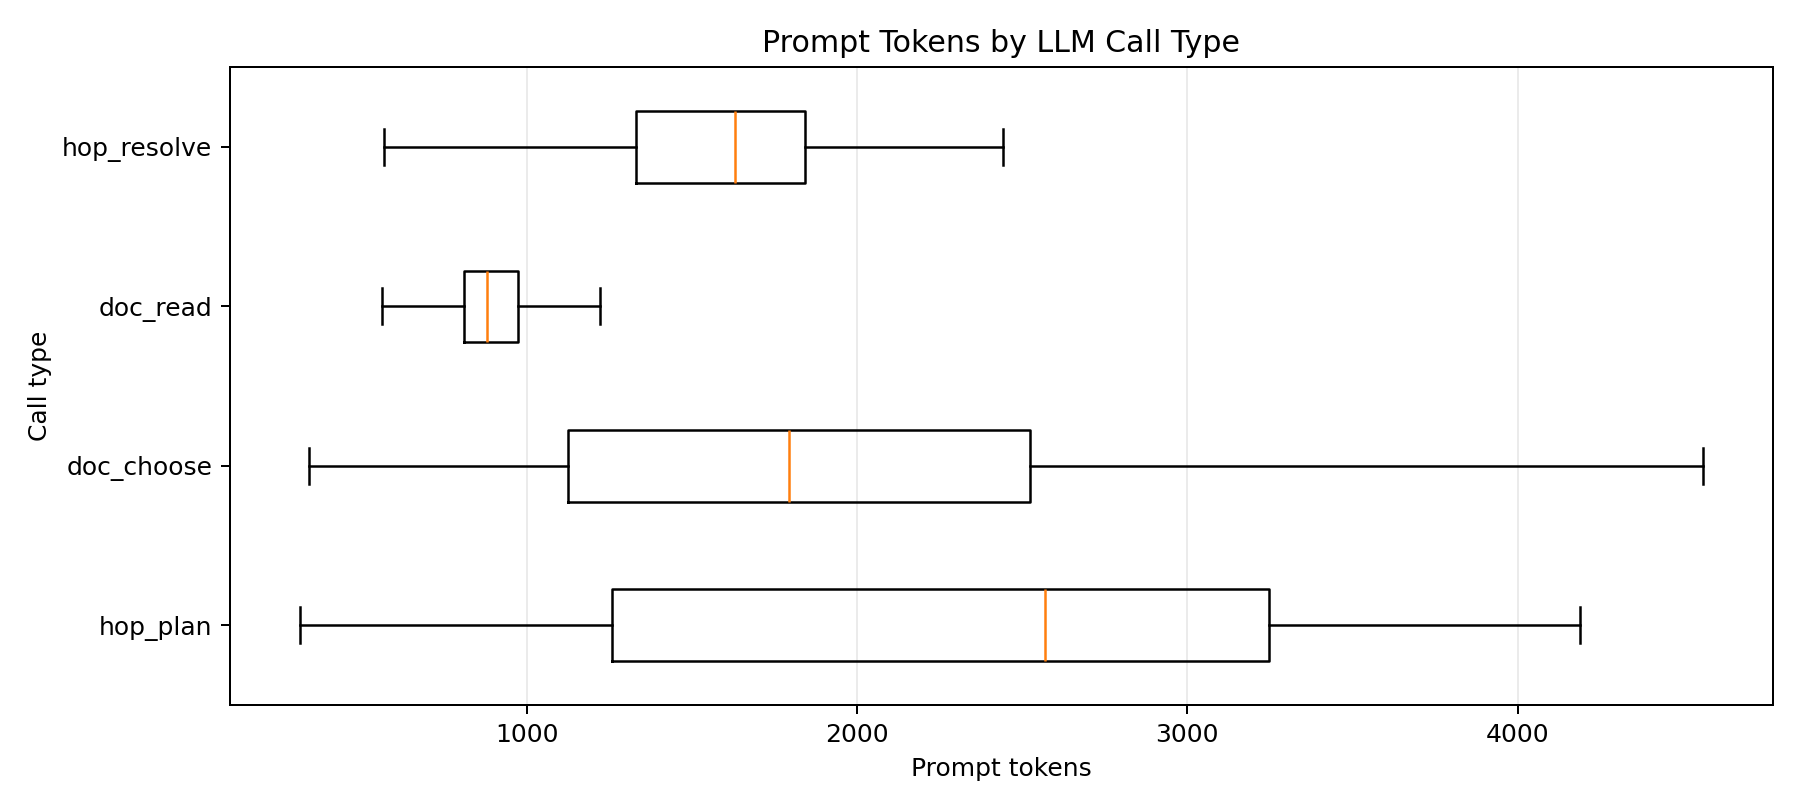 Prompt Tokens by LLM Call Type
hop_resolve
doc_read
doc_choose
hop_plan
Call type
1000 2000 3000 4000
Prompt tokens